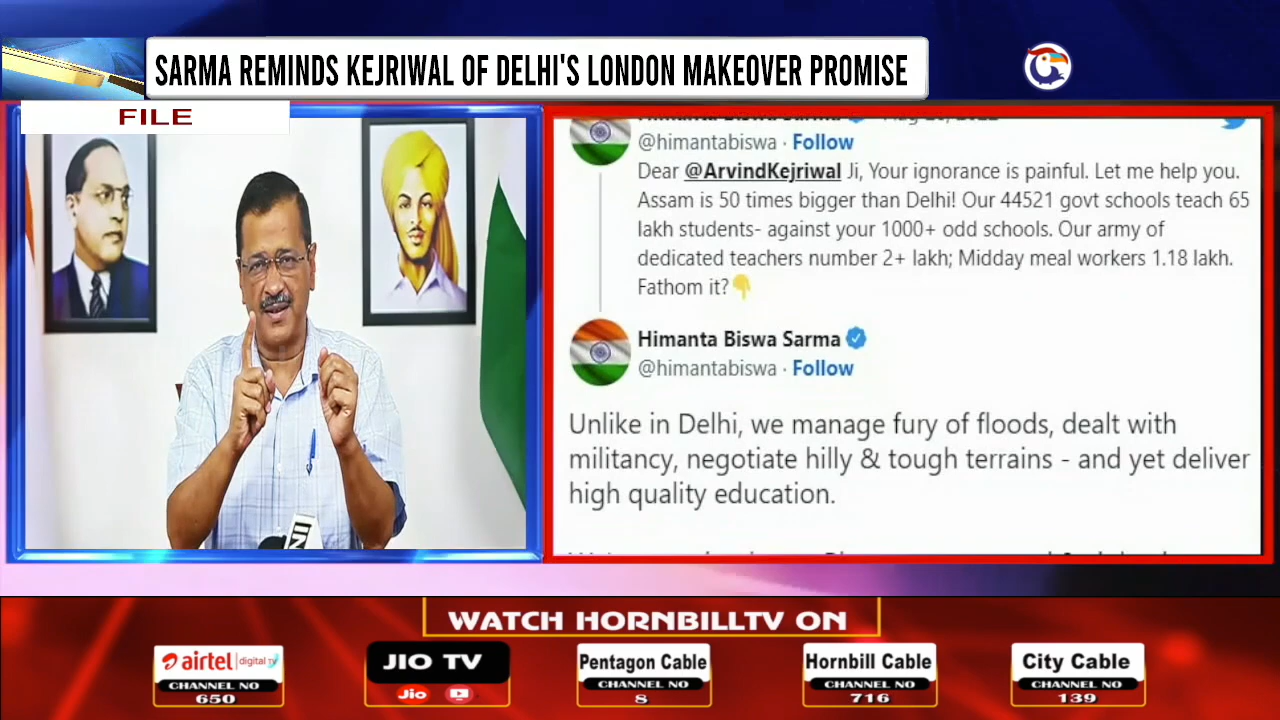 SARMA REMINDS KEJRIWAL OF DELHI'S LONDON MAKEOVER PROMISE
FILE
Himanta Biswa Sarma
@himantabiswa · Follow
Dear @ArvindKejriwal Ji, Your ignorance is painful. Let me help you.
Assam is 50 times bigger than Delhi! Our 44521 govt schools teach 65
lakh students- against your 1000+ odd schools. Our army of
dedicated teachers number 2+ lakh; Midday meal workers 1.18 lakh.
Fathom it?👇
Himanta Biswa Sarma
@himantabiswa · Follow
Unlike in Delhi, we manage fury of floods, dealt with
militancy, negotiate hilly & tough terrains - and yet deliver
high quality education.
WATCH HORNBILLTV ON
airtel digital TV
CHANNEL NO
650
JIO TV
Jio
Pentagon Cable
CHANNEL NO
8
Hornbill Cable
CHANNEL NO
716
City Cable
CHANNEL NO
139